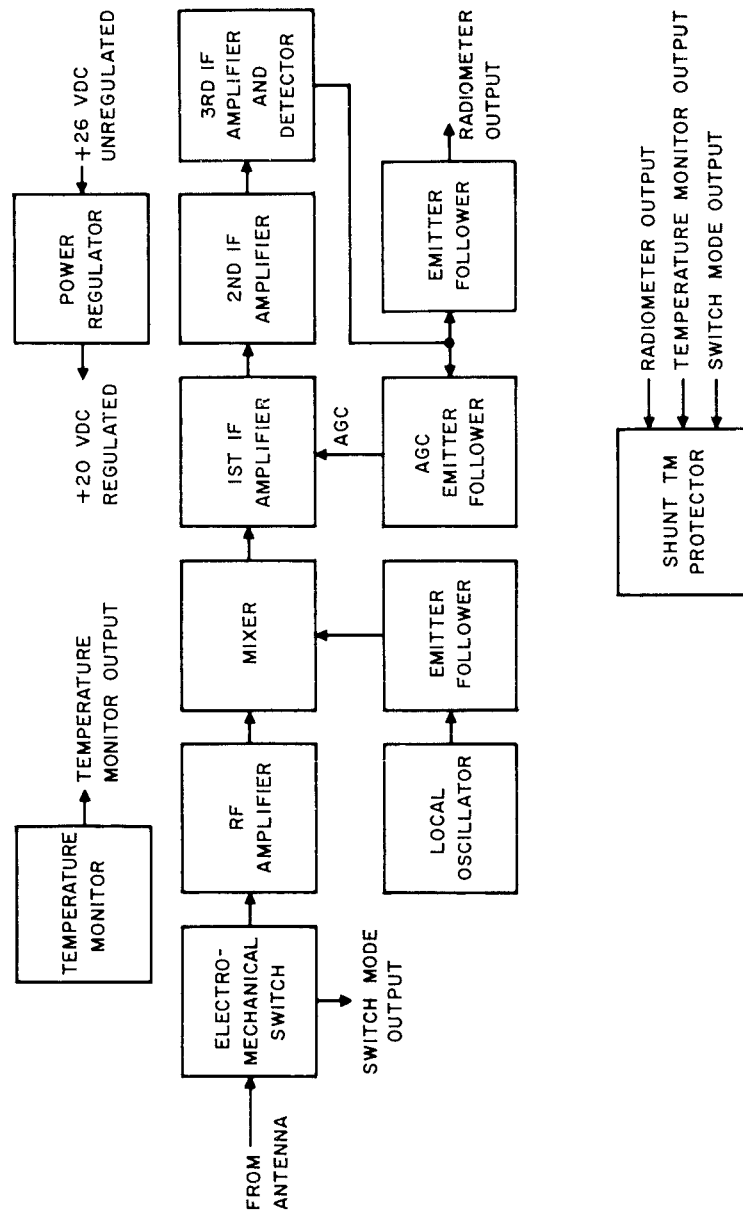 TEMPERATURE
MONITOR
TEMPERATURE
MONITOR OUTPUT
+20 VDC
REGULATED
POWER
REGULATOR
+26 VDC
UNREGULATED
FROM
ANTENNA
ELECTRO-
MECHANICAL
SWITCH
RF
AMPLIFIER
MIXER
1ST IF
AMPLIFIER
2ND IF
AMPLIFIER
3RD IF
AMPLIFIER
AND
DETECTOR
SWITCH MODE
OUTPUT
LOCAL
OSCILLATOR
EMITTER
FOLLOWER
AGC
AGC
EMITTER
FOLLOWER
EMITTER
FOLLOWER
RADIOMETER
OUTPUT
SHUNT TM
PROTECTOR
RADIOMETER OUTPUT
TEMPERATURE MONITOR OUTPUT
SWITCH MODE OUTPUT